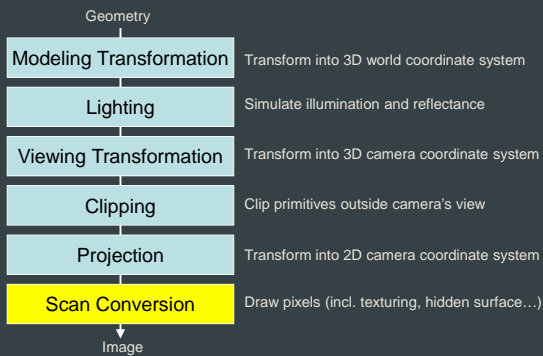 Geometry
Modeling Transformation Transform into 3D world coordinate system
Lighting Simulate illumination and reflectance
Viewing Transformation Transform into 3D camera coordinate system
Clipping Clip primitives outside camera's view
Projection Transform into 2D camera coordinate system
Scan Conversion Draw pixels (incl. texturing, hidden surface…)
Image